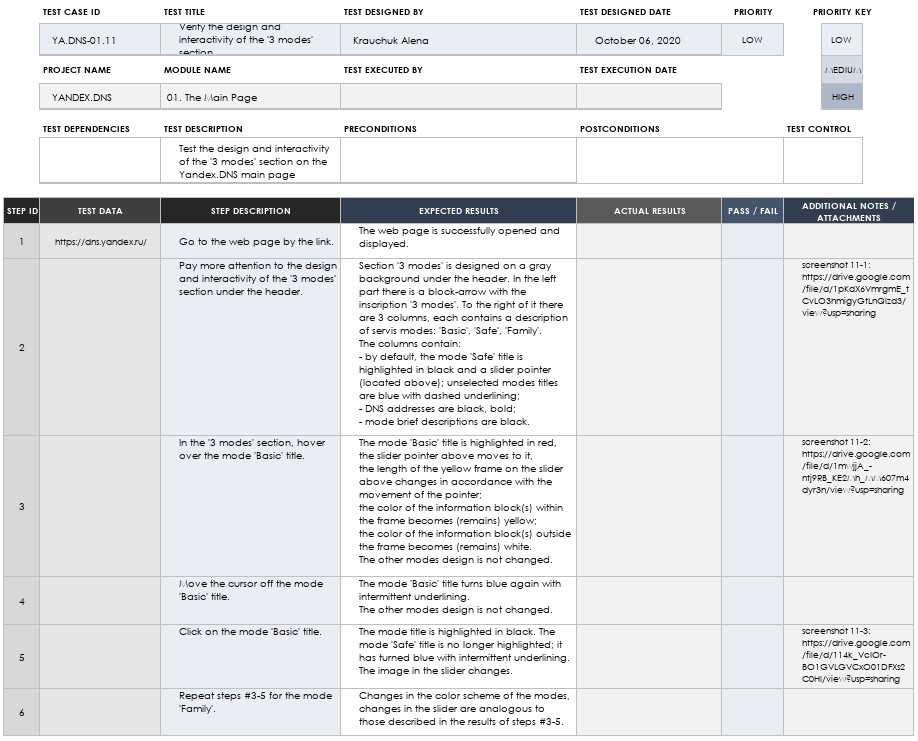 TEST CASE ID TEST TITLE TEST DESIGNED BY TEST DESIGNED DATE PRIORITY PRIORITY KEY
YA.DNS-01.11
Verify the design and
interactivity of the '3 modes'
section
Krauchuk Alena
October 06, 2020
LOW
LOW
MEDIUM
HIGH
PROJECT NAME MODULE NAME TEST EXECUTED BY TEST EXECUTION DATE
YANDEX.DNS 01. The Main Page
TEST DEPENDENCIES TEST DESCRIPTION PRECONDITIONS POSTCONDITIONS TEST CONTROL
Test the design and interactivity
of the '3 modes' section on the
Yandex.DNS main page
STEP ID TEST DATA STEP DESCRIPTION EXPECTED RESULTS ACTUAL RESULTS PASS / FAIL ADDITIONAL NOTES /
ATTACHMENTS
1
https://dns.yandex.ru/
Go to the web page by the link.
The web page is successfully opened and
displayed.
2
Pay more attention to the design
and interactivity of the '3 modes'
section under the header.
Section '3 modes' is designed on a gray
background under the header. In the left
part there is a block-arrow with the
inscription '3 modes'. To the right of it there
are 3 columns, each contains a description
of servis modes: 'Basic', 'Safe', 'Family'.
The columns contain:
- by default, the mode 'Safe' title is
highlighted in black and a slider pointer
(located above); unselected modes titles
are blue with dashed underlining;
- DNS addresses are black, bold;
- mode brief descriptions are black.
screenshot 11-1:
https://drive.google.com
view?usp=sharing
3
In the '3 modes' section, hover
over the mode 'Basic' title.
The mode 'Basic' title is highlighted in red,
the slider pointer above moves to it,
the length of the yellow frame on the slider
above changes in accordance with the
movement of the pointer;
the color of the information block(s) within
the frame becomes (remains) yellow;
the color of the information block(s) outside
the frame becomes (remains) white.
The other modes design is not changed.
screenshot 11-2:
https://drive.google.com
dyr3n/view?usp=sharing
4
Move the cursor off the mode
'Basic' title.
The mode 'Basic' title turns blue again with
intermittent underlining.
The other modes design is not changed.
5
Click on the mode 'Basic' title.
The mode title is highlighted in black. The
mode 'Safe' title is no longer highlighted; it
has turned blue with intermittent underlining.
The image in the slider changes.
screenshot 11-3:
https://drive.google.com
6
Repeat steps #3-5 for the mode
'Family'.
Changes in the color scheme of the modes,
changes in the slider are analogous to
those described in the results of steps #3-5.